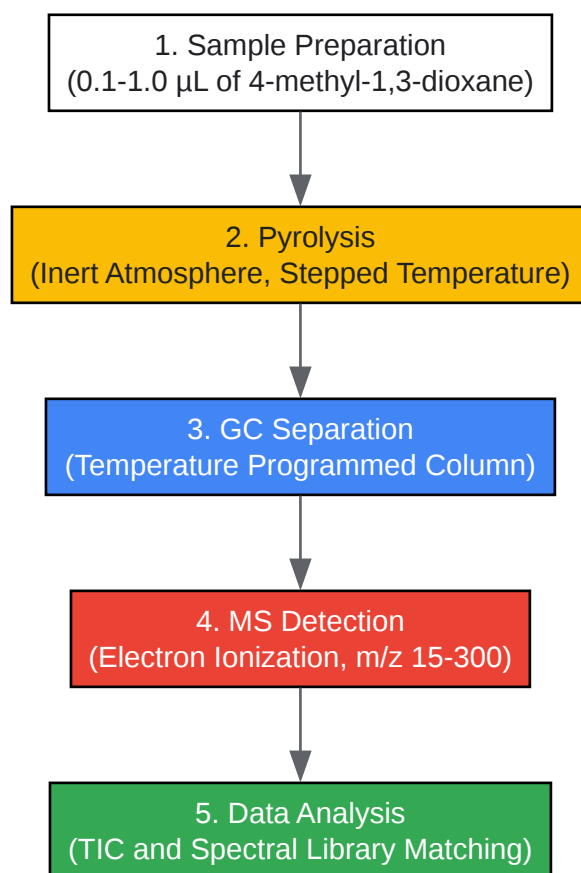 1. Sample Preparation
(0.1-1.0 µL of 4-methyl-1,3-dioxane)
2. Pyrolysis
(Inert Atmosphere, Stepped Temperature)
3. GC Separation
(Temperature Programmed Column)
4. MS Detection
(Electron Ionization, m/z 15-300)
5. Data Analysis
(TIC and Spectral Library Matching)